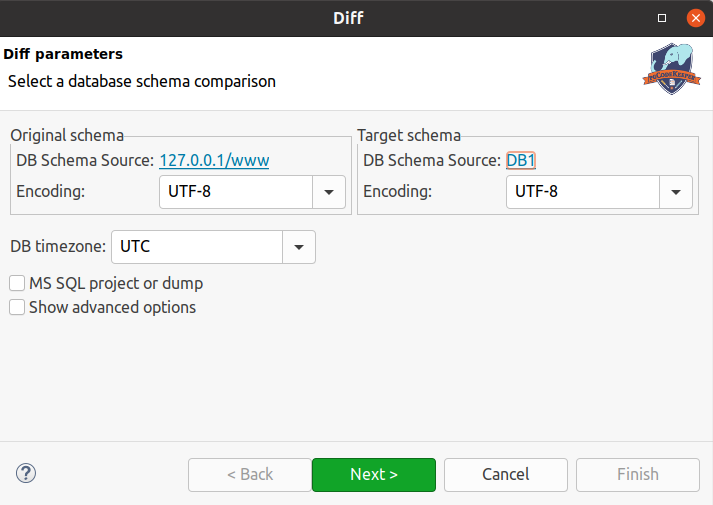 Diff
Diff parameters
Select a database schema comparison
PGCODEKEEPER
Original schema
DB Schema Source: 127.0.0.1/www
Encoding: UTF-8
Target schema
DB Schema Source: DB1
Encoding: UTF-8
DB timezone: UTC
MS SQL project or dump
Show advanced options
? < Back Next > Cancel Finish